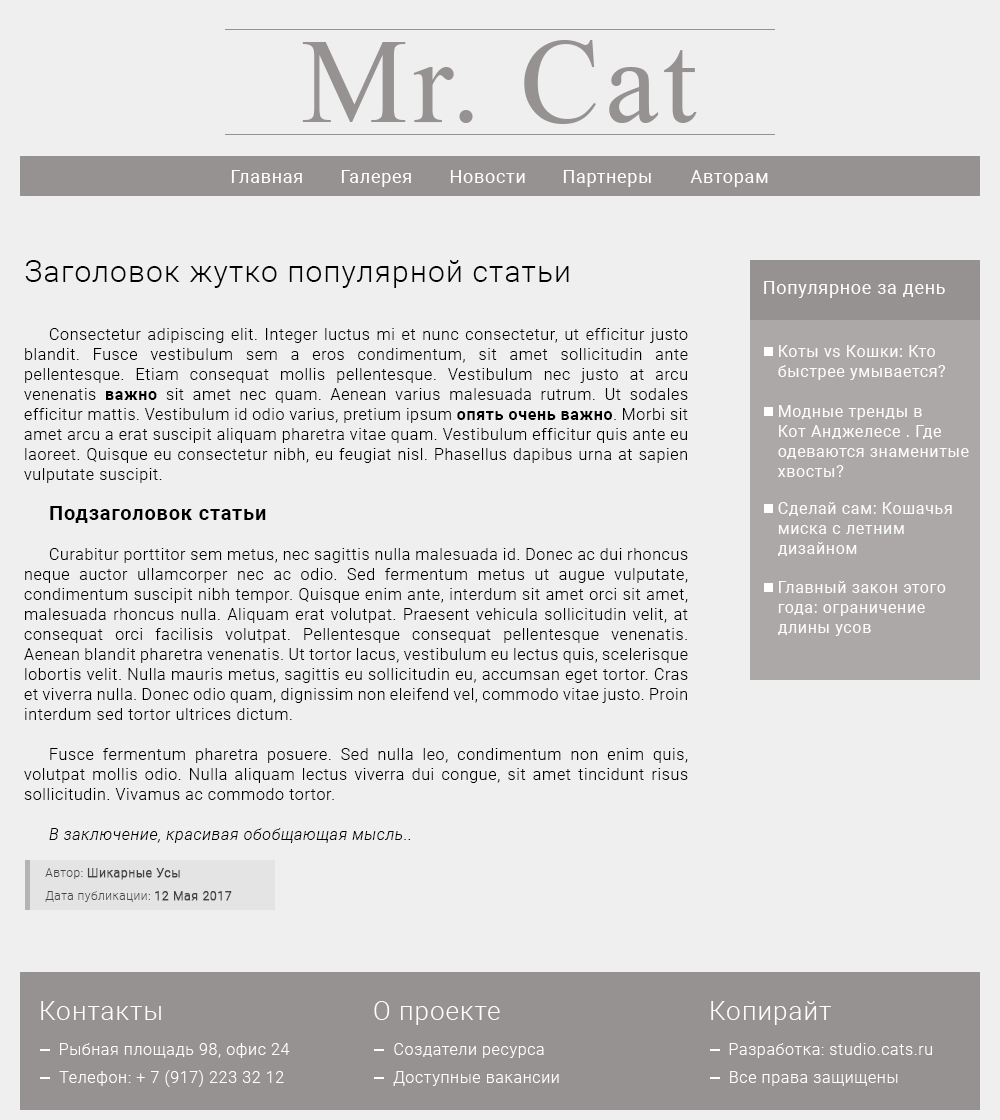 Mr. Cat
Главная Галерея Новости Партнеры Авторам
Заголовок жутко популярной статьи
Consectetur adipiscing elit. Integer luctus mi et nunc consectetur, ut efficitur justo
blandit. Fusce vestibulum sem a eros condimentum, sit amet sollicitudin ante
pellentesque. Etiam consequat mollis pellentesque. Vestibulum nec justo at arcu
venenatis важно sit amet nec quam. Aenean varius malesuada rutrum. Ut sodales
efficitur mattis. Vestibulum id odio varius, pretium ipsum опять очень важно. Morbi sit
amet arcu a erat suscipit aliquam pharetra vitae quam. Vestibulum efficitur quis ante eu
laoreet. Quisque eu consectetur nibh, eu feugiat nisl. Phasellus dapibus urna at sapien
vulputate suscipit.
Подзаголовок статьи
Curabitur porttitor sem metus, nec sagittis nulla malesuada id. Donec ac dui rhoncus
neque auctor ullamcorper nec ac odio. Sed fermentum metus ut augue vulputate,
condimentum suscipit nibh tempor. Quisque enim ante, interdum sit amet orci sit amet,
malesuada rhoncus nulla. Aliquam erat volutpat. Praesent vehicula sollicitudin velit, at
consequat orci facilisis volutpat. Pellentesque consequat pellentesque venenatis.
Aenean blandit pharetra venenatis. Ut tortor lacus, vestibulum eu lectus quis, scelerisque
lobortis velit. Nulla mauris metus, sagittis eu sollicitudin eu, accumsan eget tortor. Cras
et viverra nulla. Donec odio quam, dignissim non eleifend vel, commodo vitae justo. Proin
interdum sed tortor ultrices dictum.
Fusce fermentum pharetra posuere. Sed nulla leo, condimentum non enim quis,
volutpat mollis odio. Nulla aliquam lectus viverra dui congue, sit amet tincidunt risus
sollicitudin. Vivamus ac commodo tortor.
В заключение, красивая обобщающая мысль..
Автор: Шикарные Усы
Дата публикации: 12 Мая 2017
Популярное за день
Коты vs Кошки: Кто
быстрее умывается?
Модные тренды в
Кот Анджелесе . Где
одеваются знаменитые
хвосты?
Сделай сам: Кошачья
миска с летним
дизайном
Главный закон этого
года: ограничение
длины усов
Контакты
– Рыбная площадь 98, офис 24
– Телефон: + 7 (917) 223 32 12
О проекте
– Создатели ресурса
– Доступные вакансии
Копирайт
– Разработка: studio.cats.ru
– Все права защищены